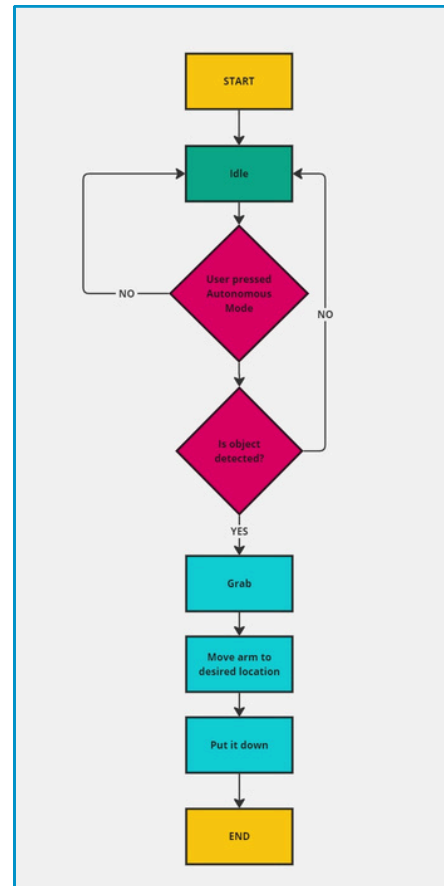 START
Idle
User pressed
Autonomous
Mode
NO
NO
Is object
detected?
YES
Grab
Move arm to
desired location
Put it down
END